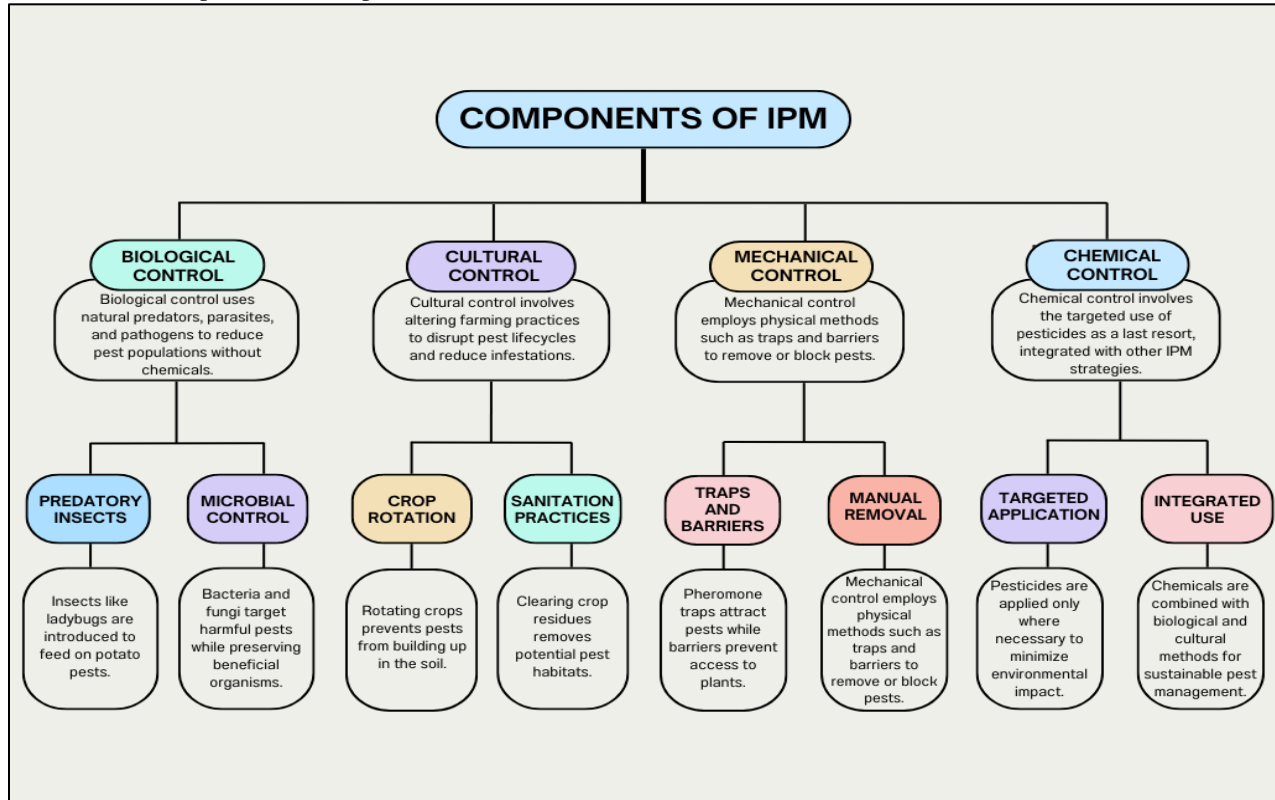 COMPONENTS OF IPM
BIOLOGICAL
CONTROL
Biological control uses
natural predators, parasites,
and pathogens to reduce
pest populations without
chemicals.
CULTURAL
CONTROL
Cultural control involves
altering farming practices
to disrupt pest lifecycles
and reduce infestations.
MECHANICAL
CONTROL
Mechanical control
employs physical methods
such as traps and barriers
to remove or block pests.
CHEMICAL
CONTROL
Chemical control involves
the targeted use of
pesticides as a last resort,
integrated with other IPM
strategies.
PREDATORY
INSECTS
Insects like
ladybugs are
introduced to
feed on potato
pests.
MICROBIAL
CONTROL
Bacteria and
fungi target
harmful pests
while preserving
beneficial
organisms.
CROP
ROTATION
Rotating crops
prevents pests
from building up
in the soil.
SANITATION
PRACTICES
Clearing crop
residues
removes
potential pest
habitats.
TRAPS
AND
BARRIERS
Pheromone
traps attract
pests while
barriers prevent
access to
plants.
MANUAL
REMOVAL
Mechanical
control employs
physical
methods such as
traps and
barriers to
remove or block
pests.
TARGETED
APPLICATION
Pesticides are
applied only
where
necessary to
minimize
environmental
impact.
INTEGRATED
USE
Chemicals are
combined with
biological and
cultural
methods for
sustainable pest
management.